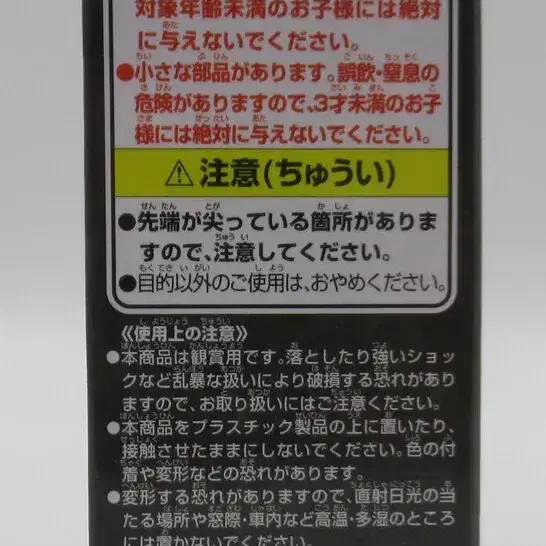 対象年齢未満のお子様には絶対
に与えないでください。
●小さな部品があります。誤飲・窒息の
危険がありますので、3才未満のお子
様には絶対に与えないでください。
⚠注意(ちゅうい)
●先端が尖っている箇所がありま
すので、注意してください。
●目的以外のご使用は、おやめください。
《使用上の注意》
●本商品は観賞用です。落としたり強いショッ
クなど乱暴な扱いにより破損する恐れがあり
ますので、お取り扱いにはご注意ください。
●本商品をプラスチック製品の上に置いたり、
接触させたままにしないでください。色の付
着や変形などの恐れがあります。
●変形する恐れがありますので、直射日光の当
たる場所や窓際・車内など高温・多湿のところ
には置かないでください。